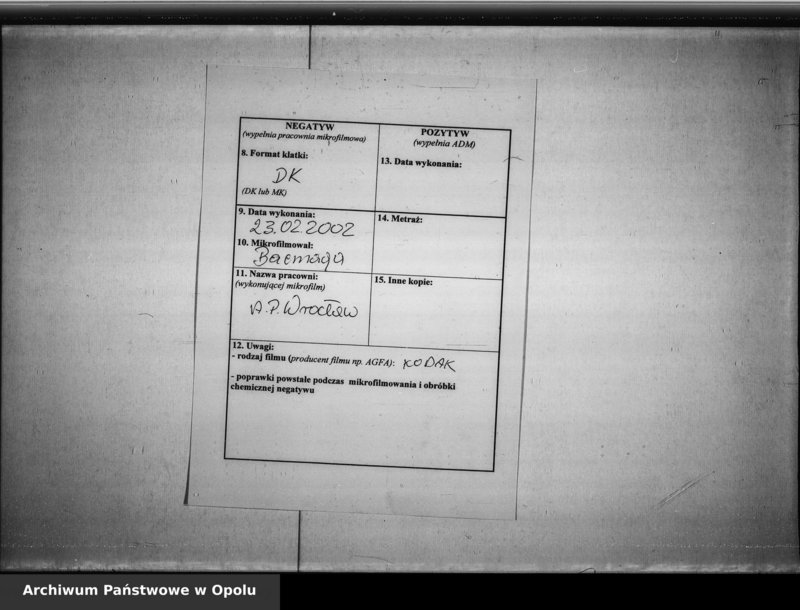 NEGATYW
(wypełnia pracownia mikrofilmowa)
8. Format klatki:
DK
(DK lub MK)
9. Data wykonania:
23.02.2002
10. Mikrofilmował:
11. Nazwa pracowni:
(wykonującej mikrofilm)
A.P. Wrocław
POZYTYW
(wypełnia ADM)
13. Data wykonania:
14. Metraż:
15. Inne kopie:
12. Uwagi:
- rodzaj filmu (producent filmu np. AGFA): KODAK
- poprawki powstałe podczas mikrofilmowania i obróbki
chemicznej negatywu
Archiwum Państwowe w Opolu